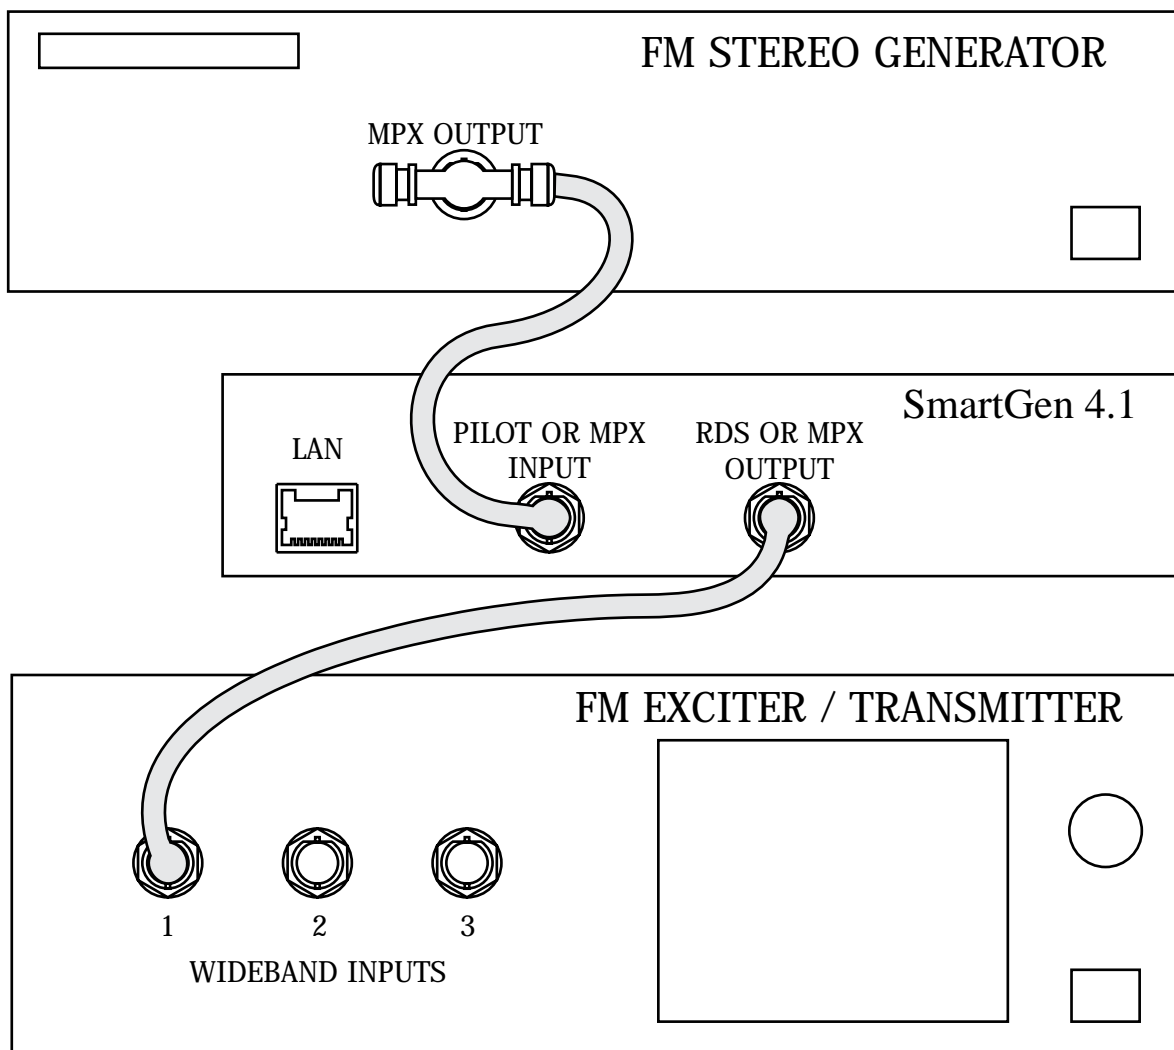 FM STEREO GENERATOR
MPX OUTPUT
SmartGen 4.1
LAN
PILOT OR MPX
INPUT
RDS OR MPX
OUTPUT
FM EXCITER / TRANSMITTER
1
2
3
WIDEBAND INPUTS